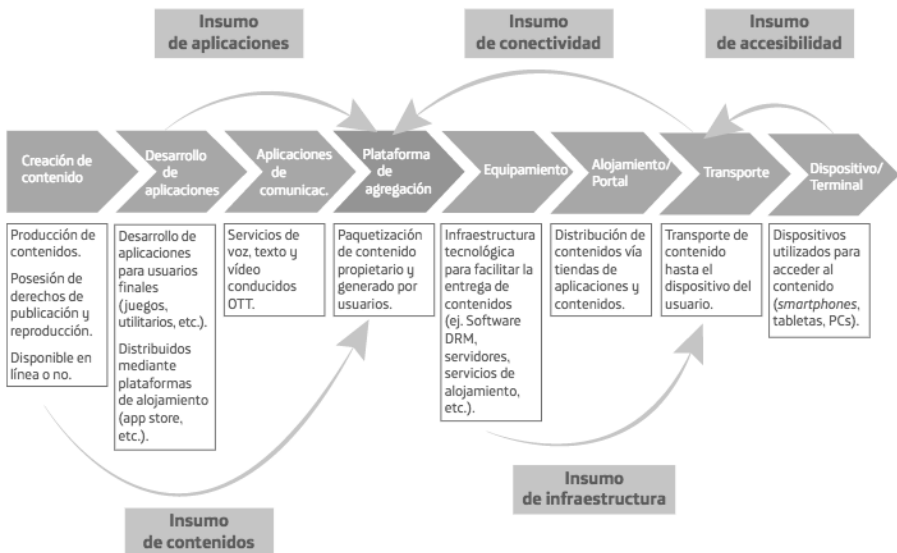 Insumo
de aplicaciones
Insumo
de conectividad
Insumo
de accesibilidad
Creación de
contenido
Desarrollo
de
aplicaciones
Aplicaciones
de
comunicac.
Plataforma
de
agregación
Equipamiento
Alojamiento/
Portal
Transporte
Dispositivo/
Terminal
Producción de
contenidos.
Posesión de
derechos de
publicación y
reproducción.
Disponible en
línea o no.
Desarrollo de
aplicaciones
para usuarios
finales
(juegos,
utilitarios, etc.).
Distribuidos
mediante
plataformas
de alojamiento
(app store,
etc.).
Servicios de
voz, texto y
vídeo
conducidos
OTT.
Paquetización
de contenido
propietario y
generado por
usuarios.
Infraestructura
tecnológica
para facilitar la
entrega de
contenidos
(ej. Software
DRM,
servidores,
servicios de
alojamiento,
etc.).
Distribución de
contenidos vía
tiendas de
aplicaciones y
contenidos.
Transporte de
contenido
hasta el
dispositivo del
usuario.
Dispositivos
utilizados para
acceder al
contenido
(smartphones,
tabletas, PCs).
Insumo
de infraestructura
Insumo
de contenidos